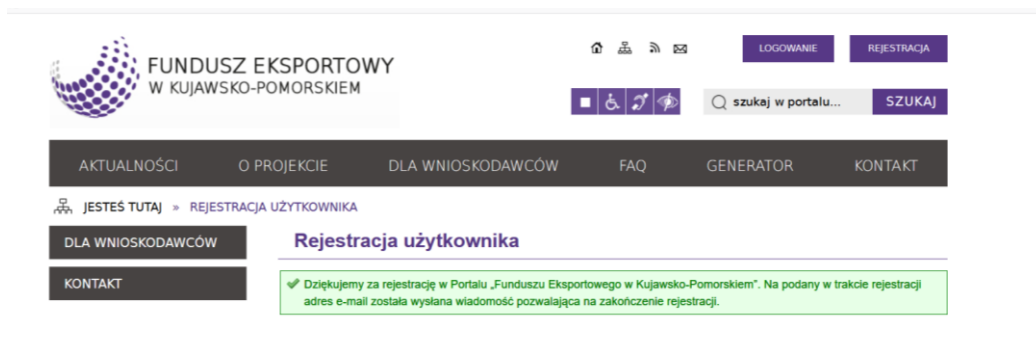 FUNDUSZ EKSPORTOWY
W KUJAWSKO-POMORSKIEM
LOGOWANIE
REJESTRACJA
szukaj w portalu...
SZUKAJ
AKTUALNOŚCI O PROJEKCIE DLA WNIOSKODAWCÓW FAQ GENERATOR KONTAKT
JESTEŚ TUTAJ » REJESTRACJA UŻYTKOWNIKA
DLA WNIOSKODAWCÓW
KONTAKT
Rejestracja użytkownika
Dziękujemy za rejestrację w Portalu „Funduszu Eksportowego w Kujawsko-Pomorskiem”. Na podany w trakcie rejestracji
adres e-mail została wysłana wiadomość pozwalająca na zakończenie rejestracji.